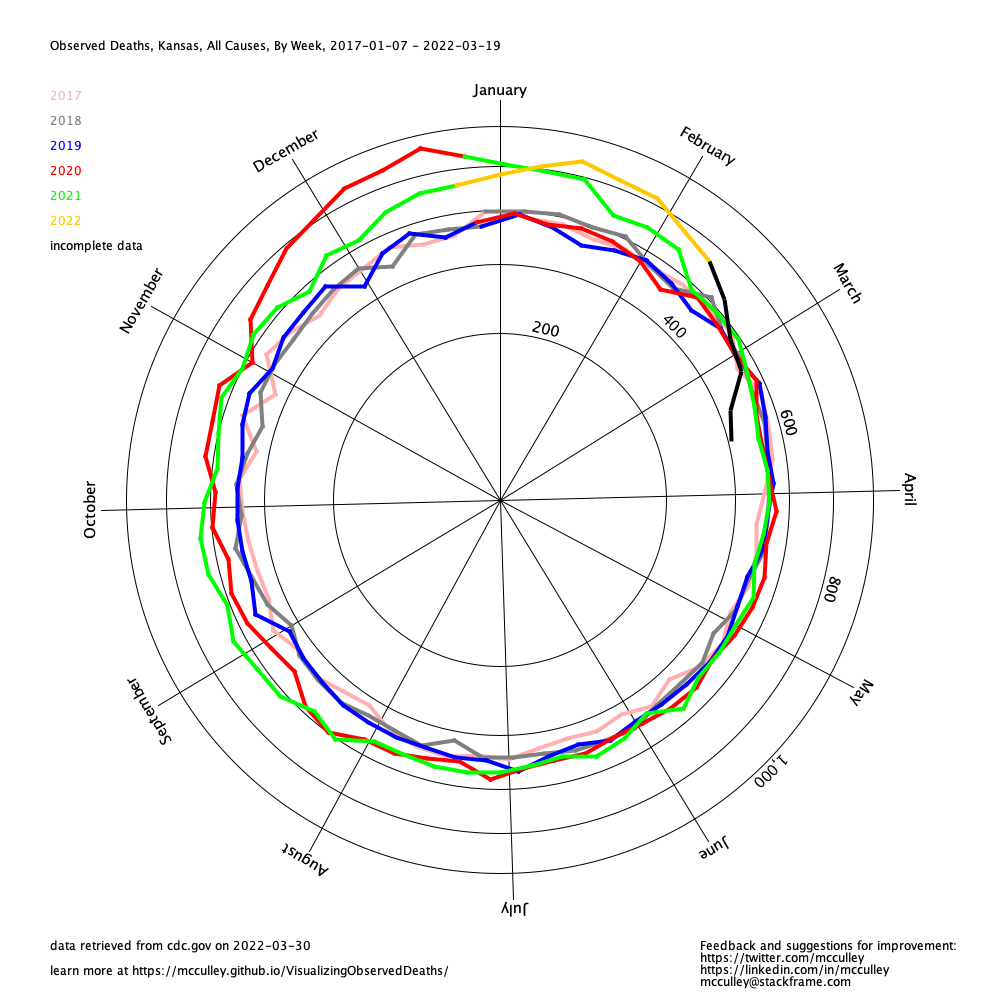 Observed Deaths, Kansas, All Causes, By Week, 2017-01-07 - 2022-03-19
2017
2018
2019
2020
2021
2022
incomplete data
January
February
March
April
May
June
July
August
September
October
November
December
200
400
600
800
1,000
data retrieved from cdc.gov on 2022-03-30
learn more at https://mcculley.github.io/VisualizingObservedDeaths/
Feedback and suggestions for improvement:
https://twitter.com/mcculley
https://linkedin.com/in/mcculley
mcculley@stackframe.com